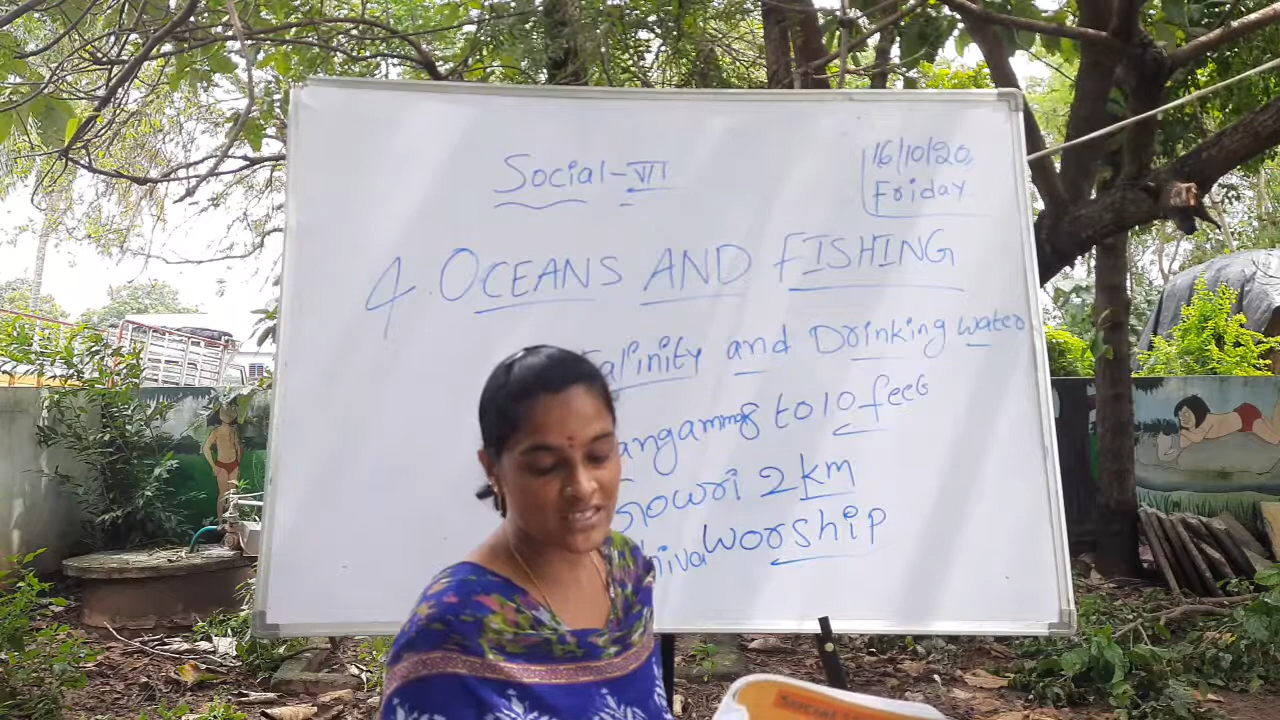 Social-VII
16/10/20,
Friday
4. OCEANS AND FISHING
Salinity and Drinking water
to 10 feet
2 km
worship